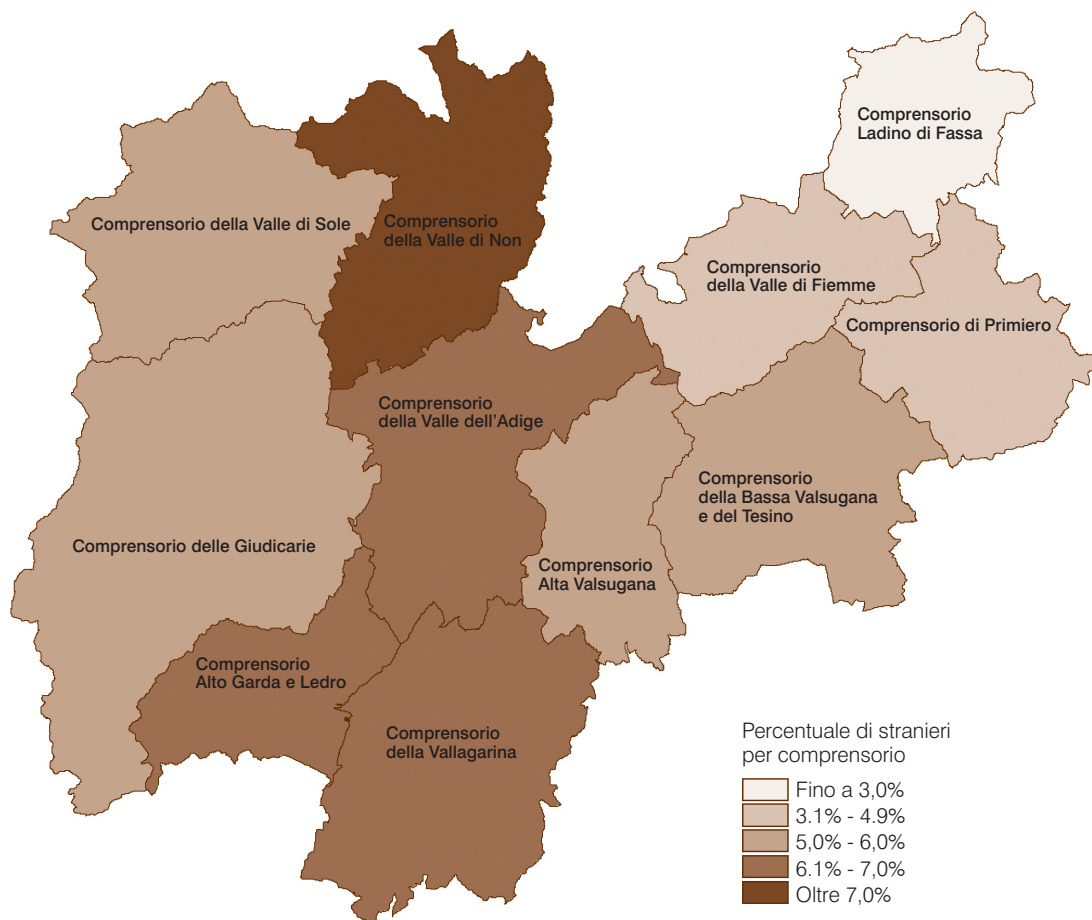 Comprensorio
Ladino di Fassa
Comprensorio della Valle di Sole
Comprensorio
della Valle di Non
Comprensorio
della Valle di Fiemme
Comprensorio di Primiero
Comprensorio
della Valle dell'Adige
Comprensorio
della Bassa Valsugana
e del Tesino
Comprensorio delle Giudicarie
Comprensorio
Alta Valsugana
Comprensorio
Alto Garda e Ledro
Comprensorio
della Vallagarina
Percentuale di stranieri
per comprensorio
Fino a 3,0%
3.1% - 4.9%
5,0% - 6,0%
6.1% - 7,0%
Oltre 7,0%